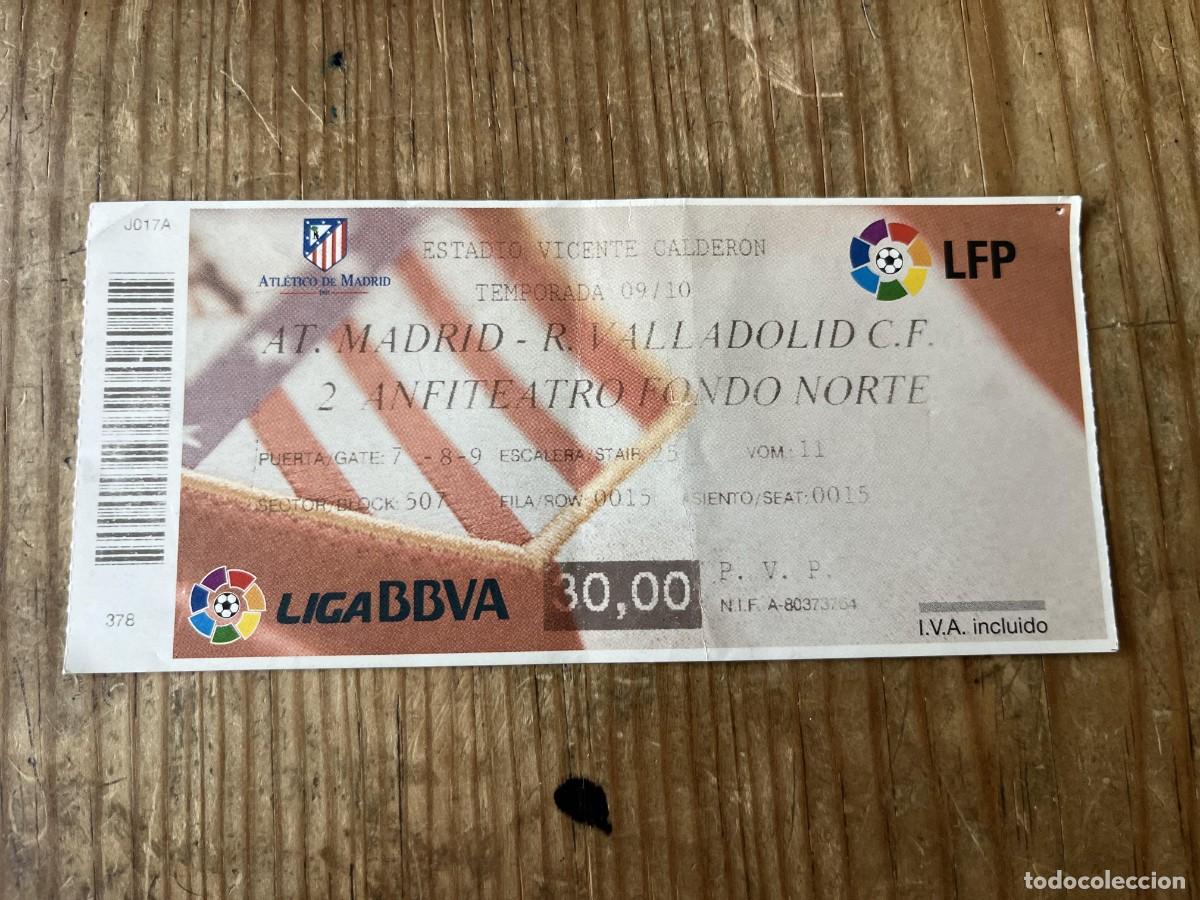 J017A
ATLÉTICO DE MADRID
ESTADIO VICENTE CALDERON
LFP
TEMPORADA 09/10
AT. MADRID - R. VALLADOLID C.F.
2 ANFITEATRO FONDO NORTE
PUERTA/GATE: 7 -8-9 ESCALERA/STAIR: 25 VOM.: 11
SECTOR/BLOCK: 507 FILA/ROW: 0015 ASIENTO/SEAT: 0015
LIGA BBVA
30,00
P. V. P.
N.I.F. A-80373764
I.V.A. incluido
378
todocoleccion